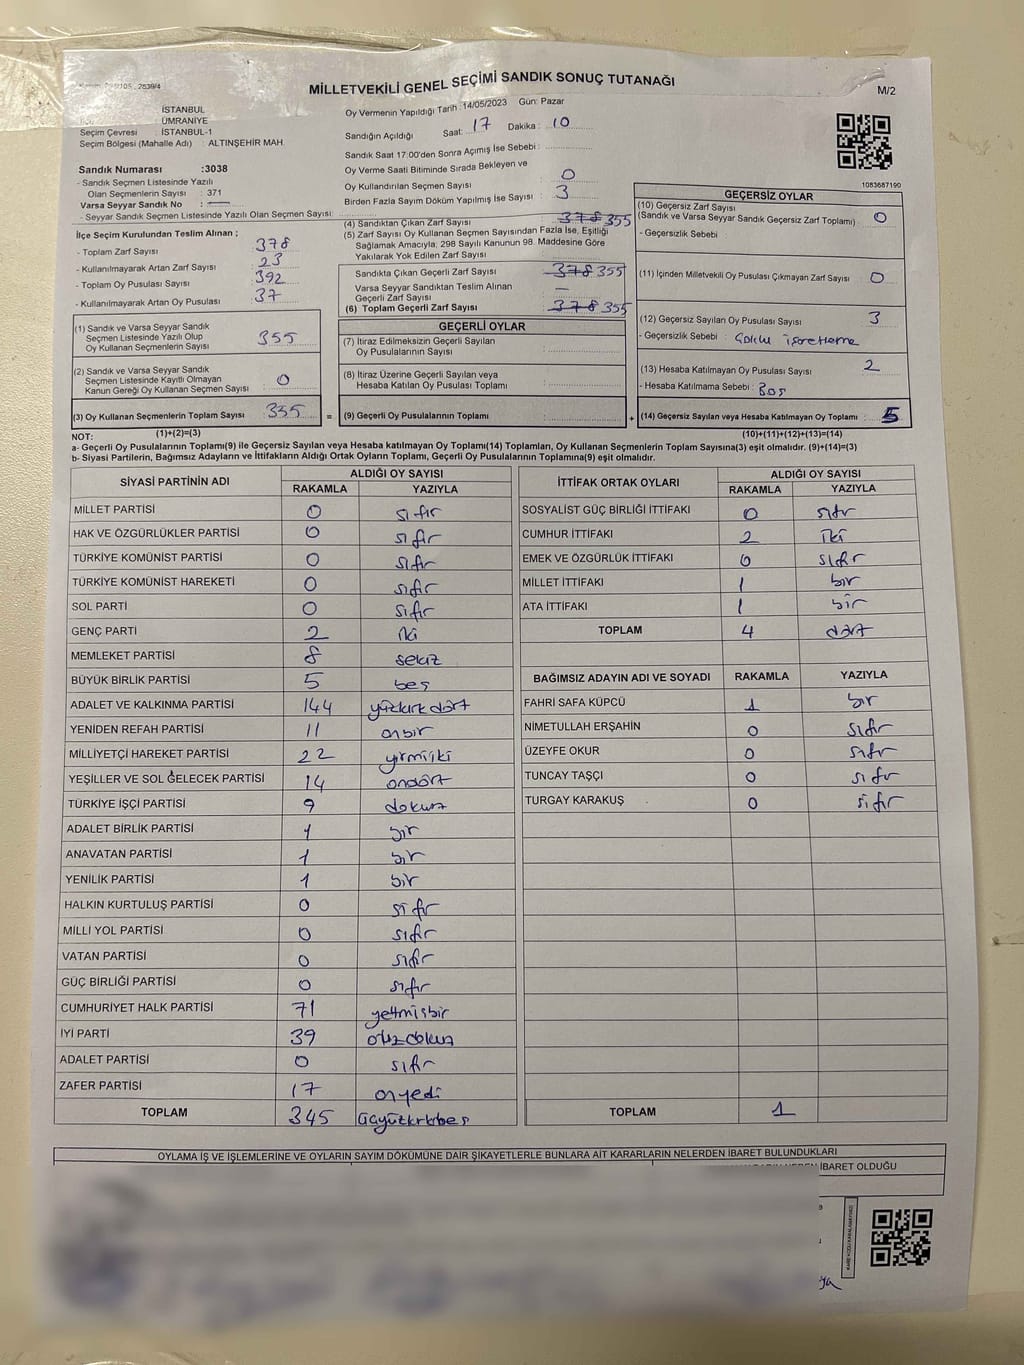 MİLLETVEKİLİ GENEL SEÇİMİ SANDIK SONUÇ TUTANAĞI
M/2
İSTANBUL
ÜMRANİYE
Seçim Çevresi : İSTANBUL-1
Seçim Bölgesi (Mahalle Adı) : ALTINŞEHİR MAH.
Sandık Numarası :3038
- Sandık Seçmen Listesinde Yazılı
Olan Seçmenlerin Sayısı : 371
Varsa Seyyar Sandık No :
- Seyyar Sandık Seçmen Listesinde Yazılı Olan Seçmen Sayısı:
Oy Vermenin Yapıldığı Tarih : 14/05/2023 Gün: Pazar
Sandığın Açıldığı Saat: 17 Dakika : 10
Sandık Saat 17:00'den Sonra Açımış İse Sebebi :
Oy Verme Saati Bitiminde Sırada Bekleyen ve
Oy Kullandırılan Seçmen Sayısı : 0
Birden Fazla Sayım Döküm Yapılmış İse Sayısı : 3
1083687190
İlçe Seçim Kurulundan Teslim Alınan ;
- Toplam Zarf Sayısı : 378
- Kullanılmayarak Artan Zarf Sayısı : 23
- Toplam Oy Pusulası Sayısı : 392
- Kullanılmayarak Artan Oy Pusulası : 37
(1) Sandık ve Varsa Seyyar Sandık
Seçmen Listesinde Yazılı Olup
Oy Kullanan Seçmenlerin Sayısı : 355
(2) Sandık ve Varsa Seyyar Sandık
Seçmen Listesinde Kayıtlı Olmayan
Kanun Gereği Oy Kullanan Seçmen Sayısı : 0
(3) Oy Kullanan Seçmenlerin Toplam Sayısı : 355 =
(4) Sandıktan Çıkan Zarf Sayısı : 378 355
(5) Zarf Sayısı Oy Kullanan Seçmen Sayısından Fazla İse, Eşitliği
Sağlamak Amacıyla, 298 Sayılı Kanunun 98. Maddesine Göre
Yakılarak Yok Edilen Zarf Sayısı :
Sandıkta Çıkan Geçerli Zarf Sayısı : 378 355
Varsa Seyyar Sandıktan Teslim Alınan
Geçerli Zarf Sayısı : —
(6) Toplam Geçerli Zarf Sayısı : 378 355
GEÇERLİ OYLAR
(7) İtiraz Edilmeksizin Geçerli Sayılan
Oy Pusulalarının Sayısı :
(8) İtiraz Üzerine Geçerli Sayılan veya
Hesaba Katılan Oy Pusulası Toplamı :
(9) Geçerli Oy Pusulalarının Toplamı : +
GEÇERSİZ OYLAR
(10) Geçersiz Zarf Sayısı :
(Sandık ve Varsa Seyyar Sandık Geçersiz Zarf Toplamı) : 0
- Geçersizlik Sebebi :
(11) İçinden Milletvekili Oy Pusulası Çıkmayan Zarf Sayısı : 0
(12) Geçersiz Sayılan Oy Pusulası Sayısı : 3
- Geçersizlik Sebebi : Çoklu işaretleme
(13) Hesaba Katılmayan Oy Pusulası Sayısı : 2
- Hesaba Katılmama Sebebi : Boş
(14) Geçersiz Sayılan veya Hesaba Katılmayan Oy Toplamı : 5
NOT:
(1)+(2)=(3)
(10)+(11)+(12)+(13)=(14)
a- Geçerli Oy Pusulalarının Toplamı(9) ile Geçersiz Sayılan veya Hesaba katılmayan Oy Toplamı(14) Toplamları, Oy Kullanan Seçmenlerin Toplam Sayısına(3) eşit olmalıdır. (9)+(14)=(3)
b- Siyasi Partilerin, Bağımsız Adayların ve İttifakların Aldığı Ortak Oyların Toplamı, Geçerli Oy Pusulalarının Toplamına(9) eşit olmalıdır.
SİYASİ PARTİNİN ADI ALDIĞI OY SAYISI
RAKAMLA YAZIYLA
MİLLET PARTİSİ 0 sıfır
HAK VE ÖZGÜRLÜKLER PARTİSİ 0 sıfır
TÜRKİYE KOMÜNİST PARTİSİ 0 sıfır
TÜRKİYE KOMÜNİST HAREKETİ 0 sıfır
SOL PARTİ 0 sıfır
GENÇ PARTİ 2 iki
MEMLEKET PARTİSİ 8 sekiz
BÜYÜK BİRLİK PARTİSİ 5 beş
ADALET VE KALKINMA PARTİSİ 144 yüzkırkdört
YENİDEN REFAH PARTİSİ 11 onbir
MİLLİYETÇİ HAREKET PARTİSİ 22 yirmiiki
YEŞİLLER VE SOL GELECEK PARTİSİ 14 ondört
TÜRKİYE İŞÇİ PARTİSİ 9 dokuz
ADALET BİRLİK PARTİSİ 1 bir
ANAVATAN PARTİSİ 1 bir
YENİLİK PARTİSİ 1 bir
HALKIN KURTULUŞ PARTİSİ 0 sıfır
MİLLİ YOL PARTİSİ 0 sıfır
VATAN PARTİSİ 0 sıfır
GÜÇ BİRLİĞİ PARTİSİ 0 sıfır
CUMHURİYET HALK PARTİSİ 71 yetmişbir
İYİ PARTİ 39 otuzdokuz
ADALET PARTİSİ 0 sıfır
ZAFER PARTİSİ 17 onyedi
TOPLAM 345 üçyüzkırkbeş
İTTİFAK ORTAK OYLARI ALDIĞI OY SAYISI
RAKAMLA YAZIYLA
SOSYALİST GÜÇ BİRLİĞİ İTTİFAKI 0 sıfır
CUMHUR İTTİFAKI 2 iki
EMEK VE ÖZGÜRLÜK İTTİFAKI 0 sıfır
MİLLET İTTİFAKI 1 bir
ATA İTTİFAKI 1 bir
TOPLAM 4 dört
BAĞIMSIZ ADAYIN ADI VE SOYADI RAKAMLA YAZIYLA
FAHRİ SAFA KÜPCÜ 1 bir
NİMETULLAH ERŞAHİN 0 sıfır
ÜZEYFE OKUR 0 sıfır
TUNCAY TAŞÇI 0 sıfır
TURGAY KARAKUŞ 0 sıfır
TOPLAM 1
OYLAMA İŞ VE İŞLEMLERİNE VE OYLARIN SAYIM DÖKÜMÜNE DAİR ŞİKAYETLERLE BUNLARA AİT KARARLARIN NELERDEN İBARET BULUNDUKLARI
İBARET OLDUĞU